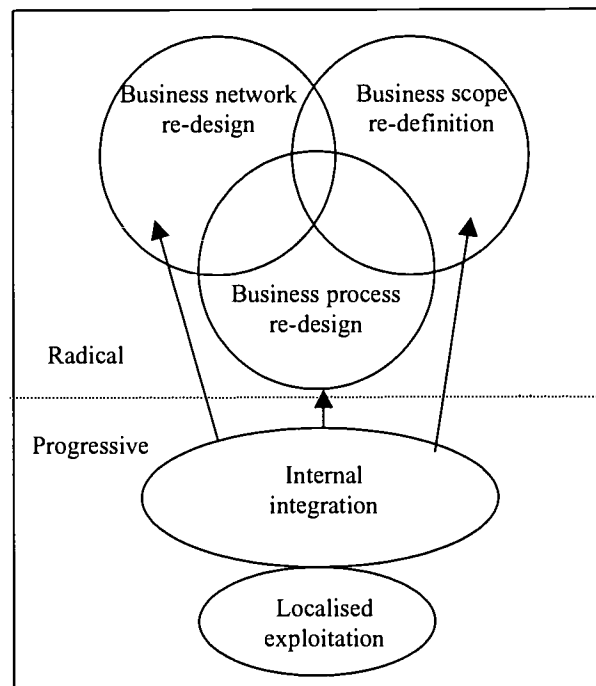 Business network
re-design
Business scope
re-definition
Business process
re-design
Radical
Progressive
Internal
integration
Localised
exploitation